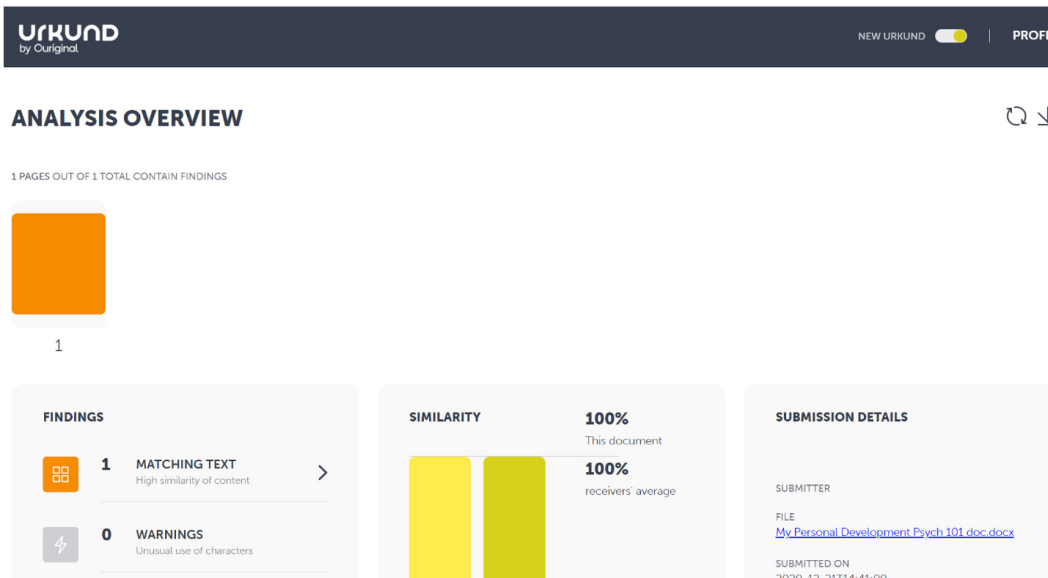 URKUND
by Ouriginal
NEW URKUND
ANALYSIS OVERVIEW
1 PAGES OUT OF 1 TOTAL CONTAIN FINDINGS
1
FINDINGS
1 MATCHING TEXT
High similarity of content
0 WARNINGS
Unusual use of characters
SIMILARITY
100%
This document
100%
receivers' average
SUBMISSION DETAILS
SUBMITTER
FILE
My Personal Development Psych 101 doc.docx
SUBMITTED ON